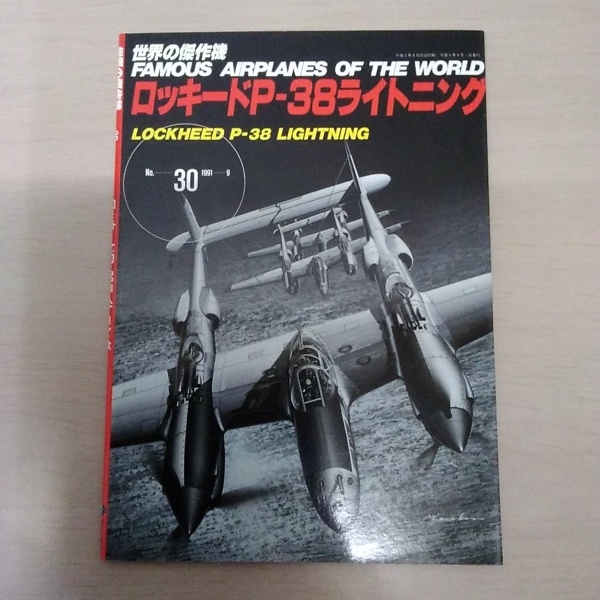 世界の傑作機
FAMOUS AIRPLANES OF THE WORLD
ロッキードP-38ライトニング
LOCKHEED P-38 LIGHTNING
No. 30 1991 9